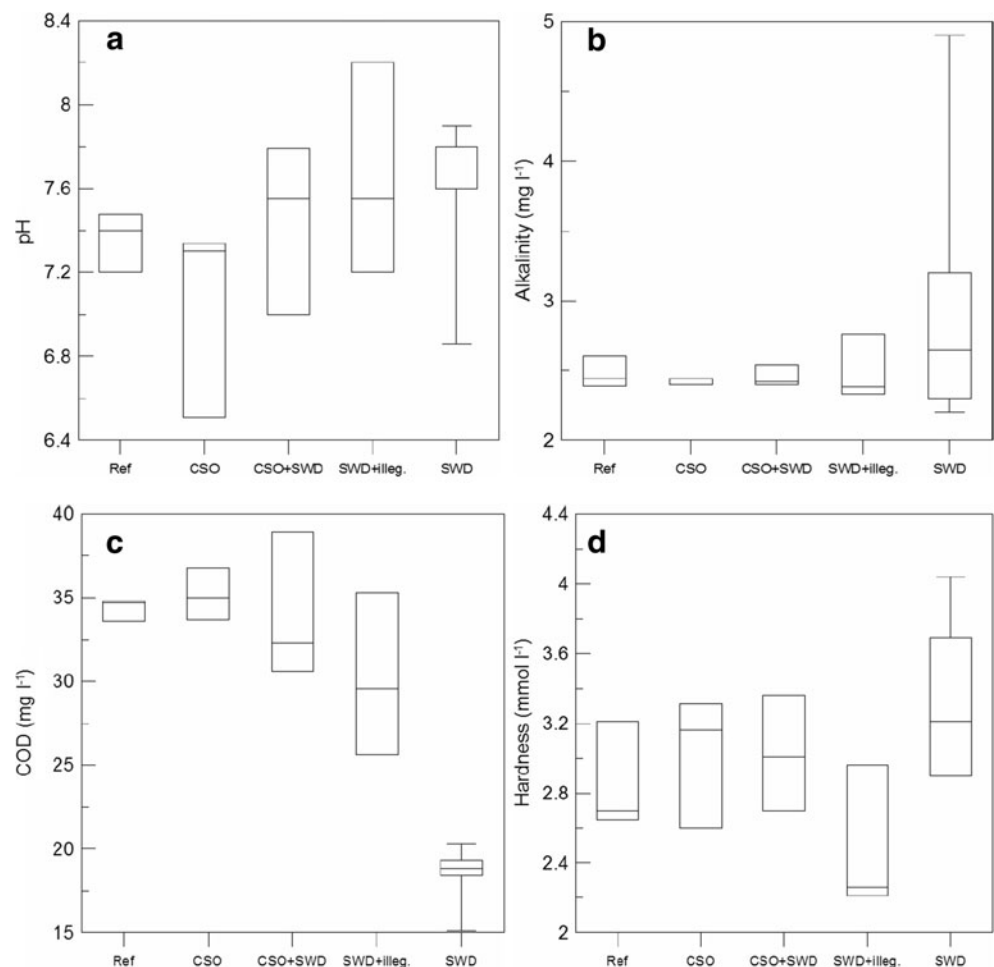 a
8.4
8
7.6
7.2
6.8
6.4
pH
Ref CSO CSO+SWD SWD+illeg. SWD
b
5
4
3
2
Alkalinity (mg l⁻¹)
Ref CSO CSO+SWD SWD+illeg. SWD
c
40
35
30
25
20
15
COD (mg l⁻¹)
Ref CSO CSO+SWD SWD+illeg. SWD
d
4.4
4
3.6
3.2
2.8
2.4
2
Hardness (mmol l⁻¹)
Ref CSO CSO+SWD SWD+illeg. SWD